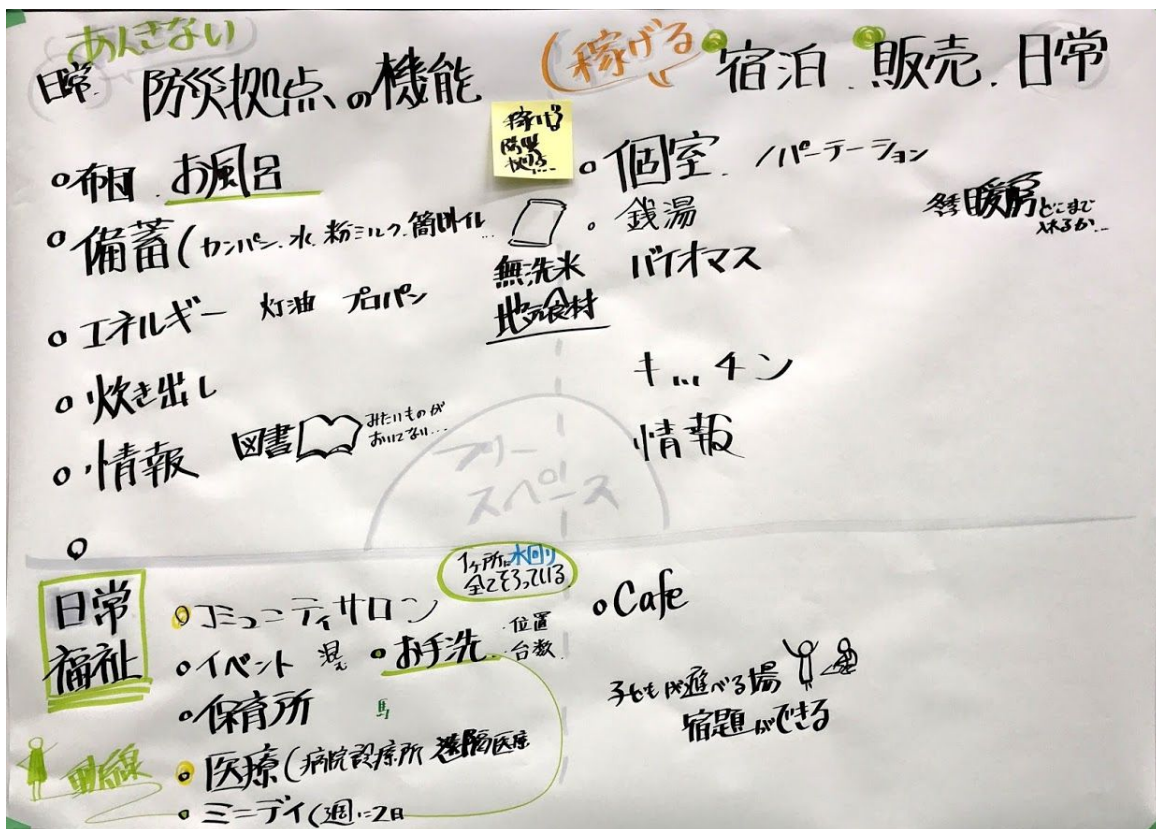 あんきない
日常 防災拠点の機能
(稼げる
宿泊 販売 日常)
稼げる
防災
拠点...
布団 お風呂
備蓄(カンパン、水、粉ミルク、簡易トイレ...
無洗米
地元食材
エネルギー 灯油 プロパン
炊き出し
情報 図書 みたいものが
おいてない...
個室 パーテーション
銭湯
冬季暖房どこまで
入れるか...
バイオマス
キッチン
情報
フリー
スペース
日常
福祉
1ヶ所に水回り
全てそろっている
コミュニティサロン
イベント 混む お手洗 位置
台数
保育所
医療(病院診療所 遠隔医療
ミニデイ(週に2日
動線
Cafe
子どもが遊べる場
宿題ができる